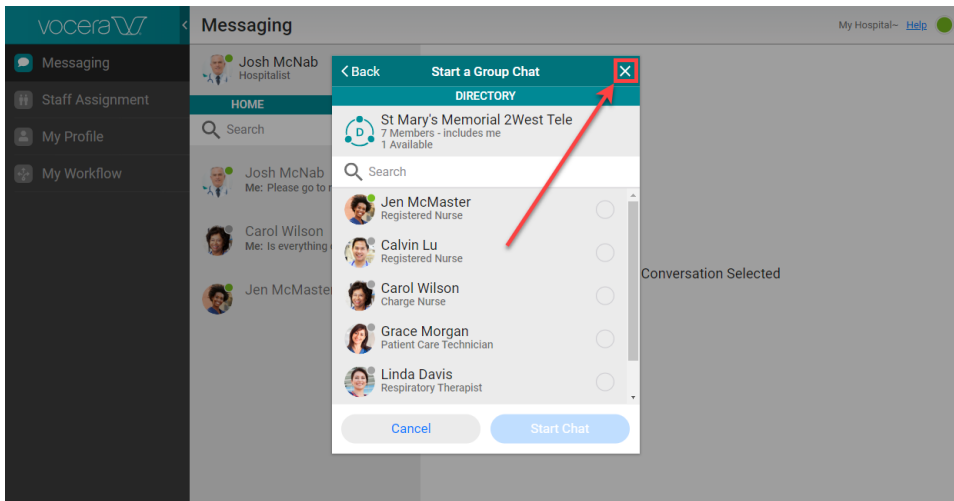 vocera
Messaging
My Hospital~ Help
Messaging
Staff Assignment
My Profile
My Workflow
Josh McNab
Hospitalist
HOME
Search
Josh McNab
Me: Please go to
Carol Wilson
Me: Is everything
Jen McMaste
Back
Start a Group Chat
DIRECTORY
D
St Mary's Memorial 2West Tele
7 Members - includes me
1 Available
Search
Jen McMaster
Registered Nurse
Calvin Lu
Registered Nurse
Carol Wilson
Charge Nurse
Grace Morgan
Patient Care Technician
Linda Davis
Respiratory Therapist
Cancel
Start Chat
Conversation Selected